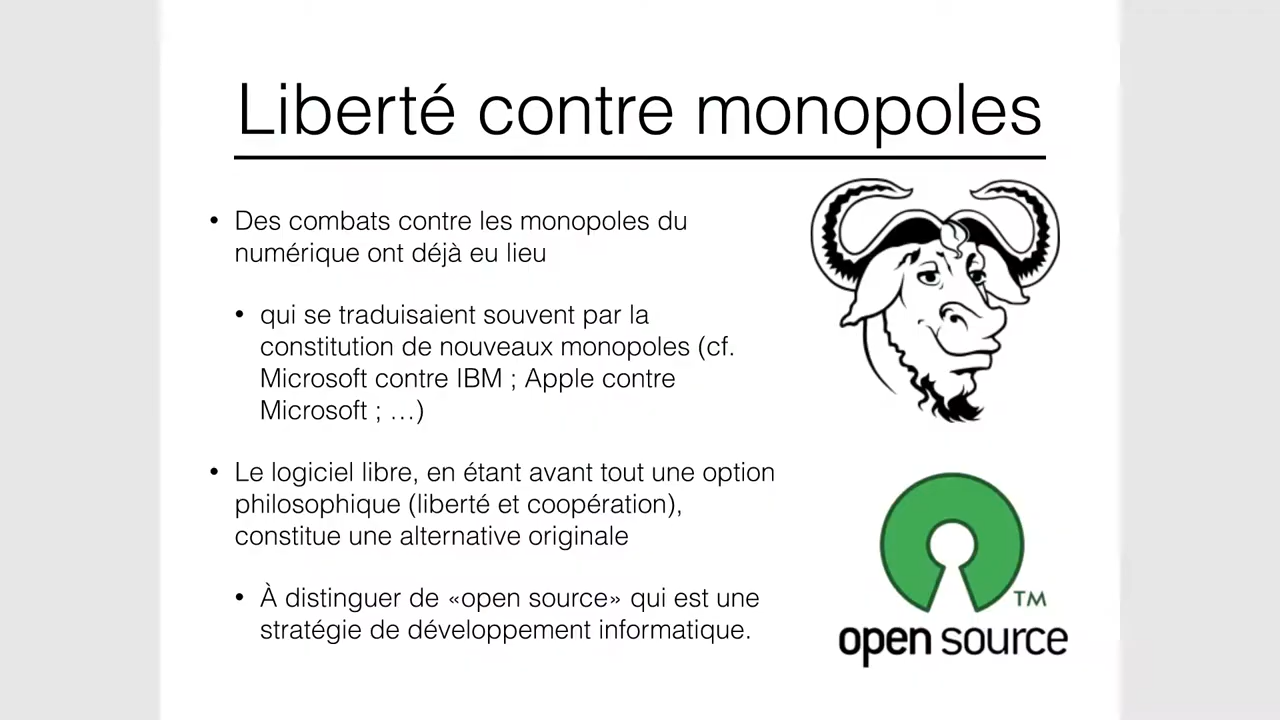 Liberté contre monopoles
• Des combats contre les monopoles du
numérique ont déjà eu lieu
• qui se traduisaient souvent par la
constitution de nouveaux monopoles (cf.
Microsoft contre IBM ; Apple contre
Microsoft ; …)
• Le logiciel libre, en étant avant tout une option
philosophique (liberté et coopération),
constitue une alternative originale
• À distinguer de «open source» qui est une
stratégie de développement informatique.
TM
open source